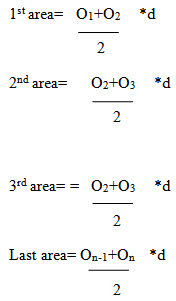 1st area= O1+O2 *d
2
2nd area= O2+O3 *d
2
3rd area= = O2+O3 *d
2
Last area= On-1+On *d
2